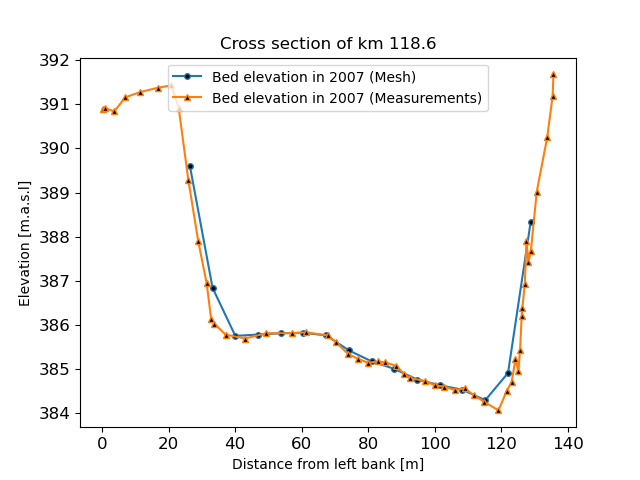 Cross section of km 118.6
Bed elevation in 2007 (Mesh)
Bed elevation in 2007 (Measurements)
392
391
390
389
388
387
386
385
384
Elevation [m.a.s.l]
0 20 40 60 80 100 120 140
Distance from left bank [m]